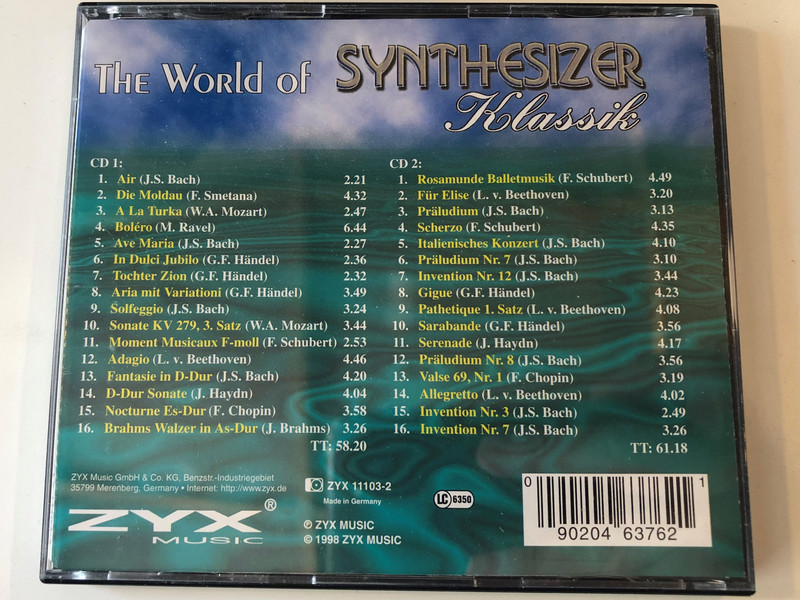 The World of SYNTHESIZER
Klassik
CD 1:
1. Air (J.S. Bach) 2.21
2. Die Moldau (F. Smetana) 4.32
3. A La Turka (W.A. Mozart) 2.47
4. Boléro (M. Ravel) 6.44
5. Ave Maria (J.S. Bach) 2.27
6. In Dulci Jubilo (G.F. Händel) 2.36
7. Tochter Zion (G.F. Händel) 2.32
8. Aria mit Variationi (G.F. Händel) 3.49
9. Solfeggio (J.S. Bach) 3.24
10. Sonate KV 279, 3. Satz (W.A. Mozart) 3.44
11. Moment Musicaux F-moll (F. Schubert) 2.53
12. Adagio (L. v. Beethoven) 4.46
13. Fantasie in D-Dur (J.S. Bach) 4.20
14. D-Dur Sonate (J. Haydn) 4.04
15. Nocturne Es-Dur (F. Chopin) 3.58
16. Brahms Walzer in As-Dur (J. Brahms) 3.26
TT: 58.20
CD 2:
1. Rosamunde Balletmusik (F. Schubert) 4.49
2. Für Elise (L. v. Beethoven) 3.20
3. Präludium (J.S. Bach) 3.13
4. Scherzo (F. Schubert) 4.35
5. Italienisches Konzert (J.S. Bach) 4.10
6. Präludium Nr. 7 (J.S. Bach) 3.10
7. Invention Nr. 12 (J.S. Bach) 3.44
8. Gigue (G.F. Händel) 4.23
9. Pathetique 1. Satz (L. v. Beethoven) 4.08
10. Sarabande (G.F. Händel) 3.56
11. Serenade (J. Haydn) 4.17
12. Präludium Nr. 8 (J.S. Bach) 3.56
13. Valse 69, Nr. 1 (F. Chopin) 3.19
14. Allegretto (L. v. Beethoven) 4.02
15. Invention Nr. 3 (J.S. Bach) 2.49
16. Invention Nr. 7 (J.S. Bach) 3.26
TT: 61.18
ZYX Music GmbH & Co. KG, Benzstr.-Industriegebiet
35799 Merenberg, Germany • Internet: http://www.zyx.de
ZYX®
MUSIC
ZYX 11103-2
Made in Germany
LC 6350
℗ ZYX MUSIC
© 1998 ZYX MUSIC
0 90204 63762 1